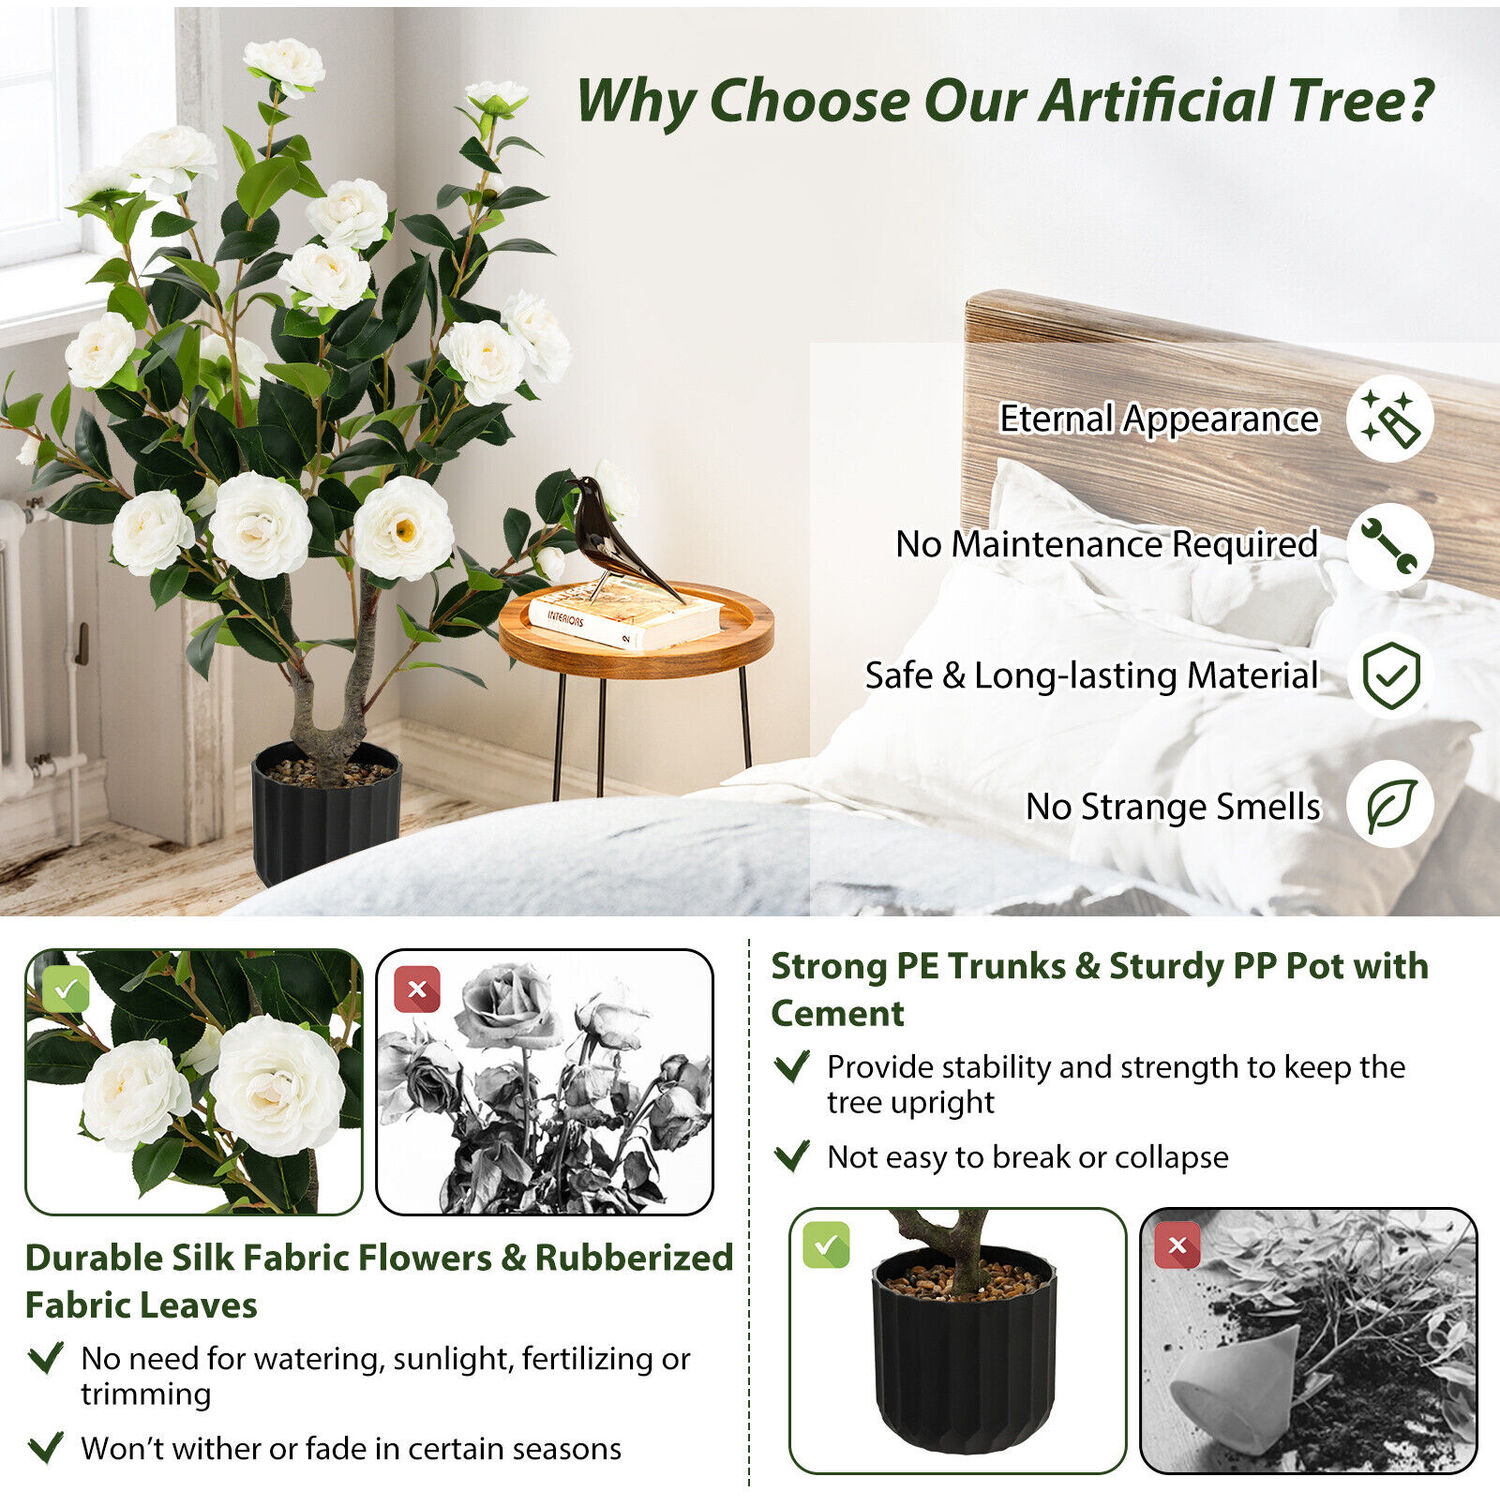 Why Choose Our Artificial Tree?
Eternal Appearance
No Maintenance Required
INTERIORS
2
Safe & Long-lasting Material
No Strange Smells
Durable Silk Fabric Flowers & Rubberized
Fabric Leaves
No need for watering, sunlight, fertilizing or
trimming
Won't wither or fade in certain seasons
Strong PE Trunks & Sturdy PP Pot with
Cement
Provide stability and strength to keep the
tree upright
Not easy to break or collapse